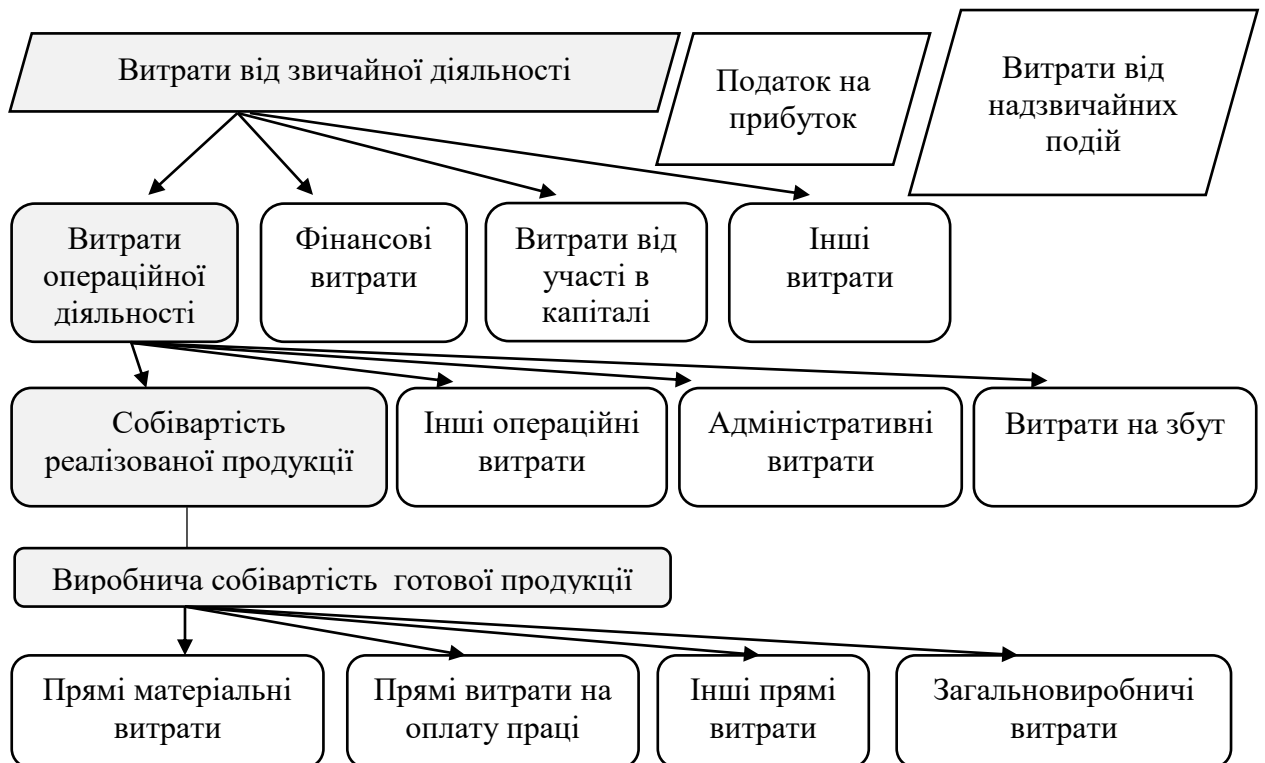 Витрати від звичайної діяльності
Податок на
прибуток
Витрати від
надзвичайних
подій
Витрати
операційної
діяльності
Фінансові
витрати
Витрати від
участі в
капіталі
Інші
витрати
Собівартість
реалізованої продукції
Інші операційні
витрати
Адміністративні
витрати
Витрати на збут
Виробнича собівартість готової продукції
Прямі матеріальні
витрати
Прямі витрати на
оплату праці
Інші прямі
витрати
Загальновиробничі
витрати